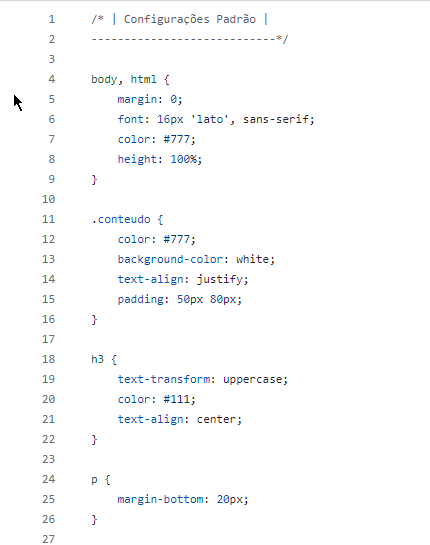 1 /* | Configurações Padrão |
2 ----------------------------*/
3
4 body, html {
5 margin: 0;
6 font: 16px 'lato', sans-serif;
7 color: #777;
8 height: 100%;
9 }
10
11 .conteudo {
12 color: #777;
13 background-color: white;
14 text-align: justify;
15 padding: 50px 80px;
16 }
17
18 h3 {
19 text-transform: uppercase;
20 color: #111;
21 text-align: center;
22 }
23
24 p {
25 margin-bottom: 20px;
26 }
27